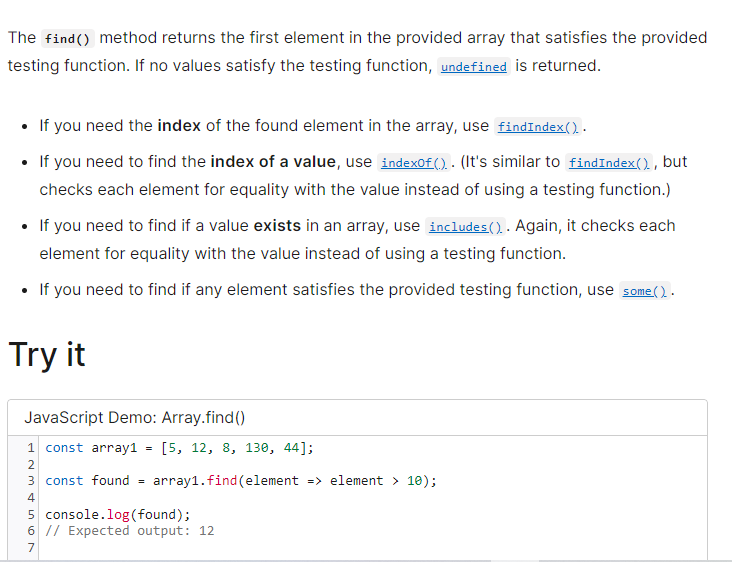 The find() method returns the first element in the provided array that satisfies the provided
testing function. If no values satisfy the testing function, undefined is returned.
• If you need the index of the found element in the array, use findIndex().
• If you need to find the index of a value, use indexOf(). (It's similar to findIndex(), but
checks each element for equality with the value instead of using a testing function.)
• If you need to find if a value exists in an array, use includes(). Again, it checks each
element for equality with the value instead of using a testing function.
• If you need to find if any element satisfies the provided testing function, use some().
Try it
JavaScript Demo: Array.find()
1 const array1 = [5, 12, 8, 130, 44];
2
3 const found = array1.find(element => element > 10);
4
5 console.log(found);
6 // Expected output: 12
7